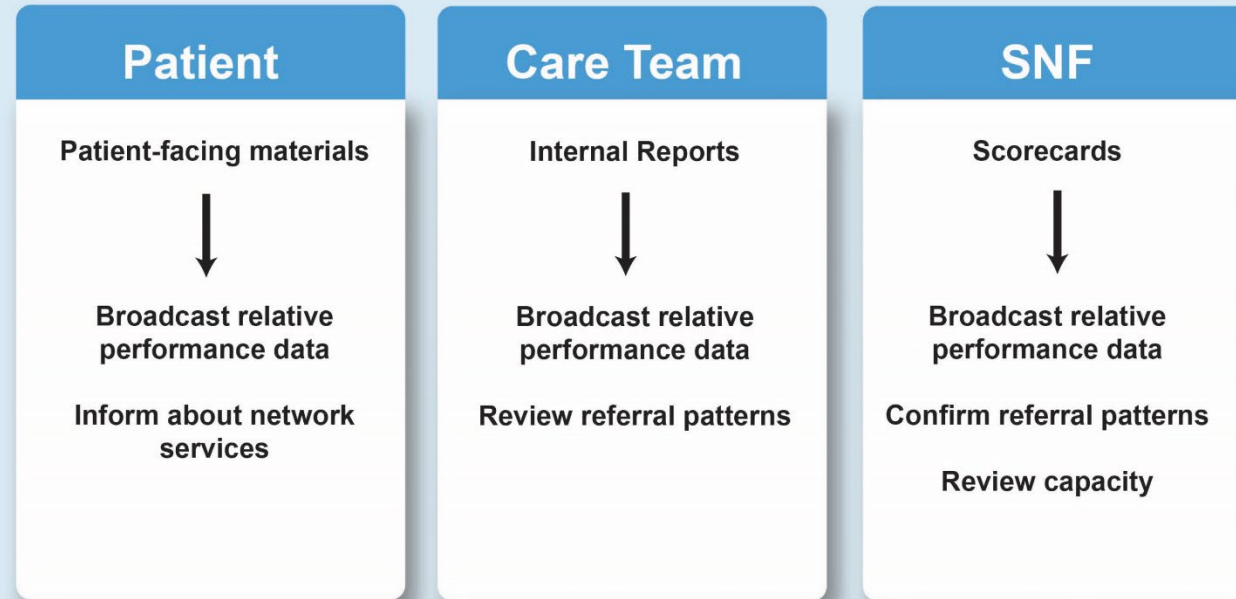 Patient
Patient-facing materials
Broadcast relative
performance data
Inform about network
services
Care Team
Internal Reports
Broadcast relative
performance data
Review referral patterns
SNF
Scorecards
Broadcast relative
performance data
Confirm referral patterns
Review capacity